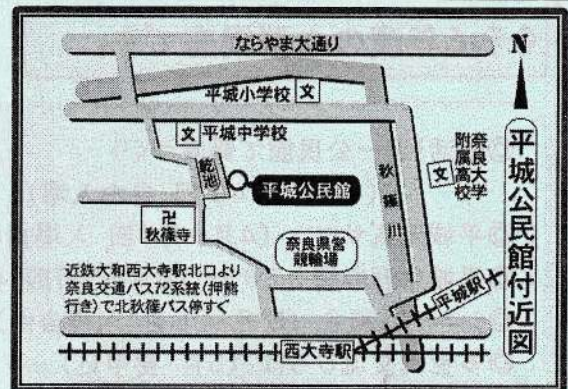 ならやま大通り
N
平城公民館付近図
平城小学校 文
文 平城中学校
奈良大学
附属高校
文
乾池
平城公民館
秋篠川
卍
秋篠寺
奈良県営
競輪場
近鉄大和西大寺駅北口より
奈良交通バス72系統(押熊
行き)で北秋篠バス停すぐ
平城駅
西大寺駅